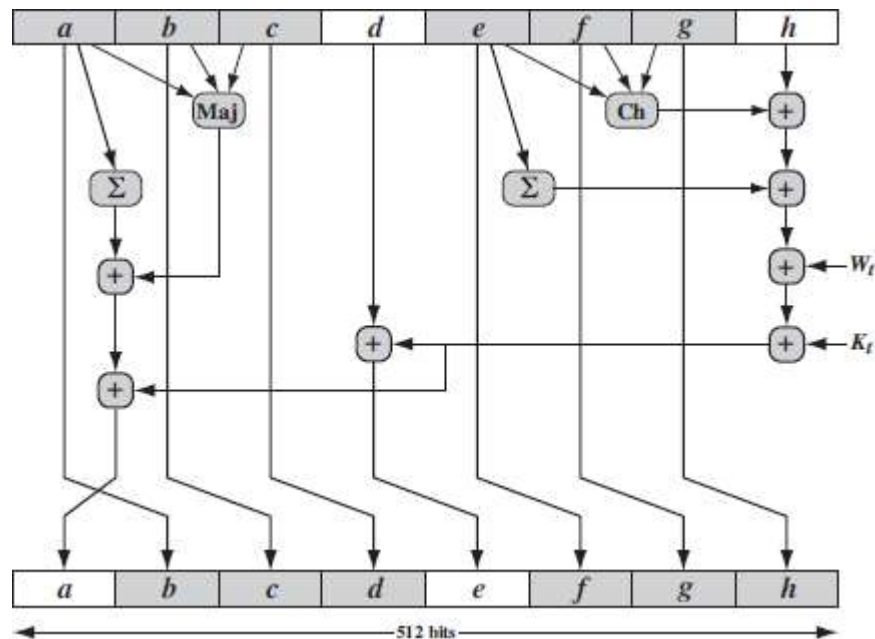 a b c d e f g h
Maj Ch +
Σ Σ +
+ + W_t
+ + K_t
+
a b c d e f g h
512 bits